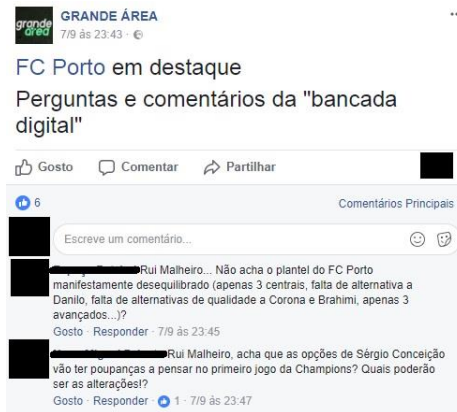 grande
área
GRANDE ÁREA
7/9 às 23:43 ·
FC Porto em destaque
Perguntas e comentários da "bancada
digital"
Gosto Comentar Partilhar
6 Comentários Principais
Escreve um comentário...
Rui Malheiro... Não acha o plantel do FC Porto
manifestamente desequilibrado (apenas 3 centrais, falta de alternativa a
Danilo, falta de alternativas de qualidade a Corona e Brahimi, apenas 3
avançados...)?
Gosto · Responder · 7/9 às 23:45
Rui Malheiro, acha que as opções de Sérgio Conceição
vão ter poupanças a pensar no primeiro jogo da Champions? Quais poderão
ser as alterações!?
Gosto · Responder · 1 · 7/9 às 23:47